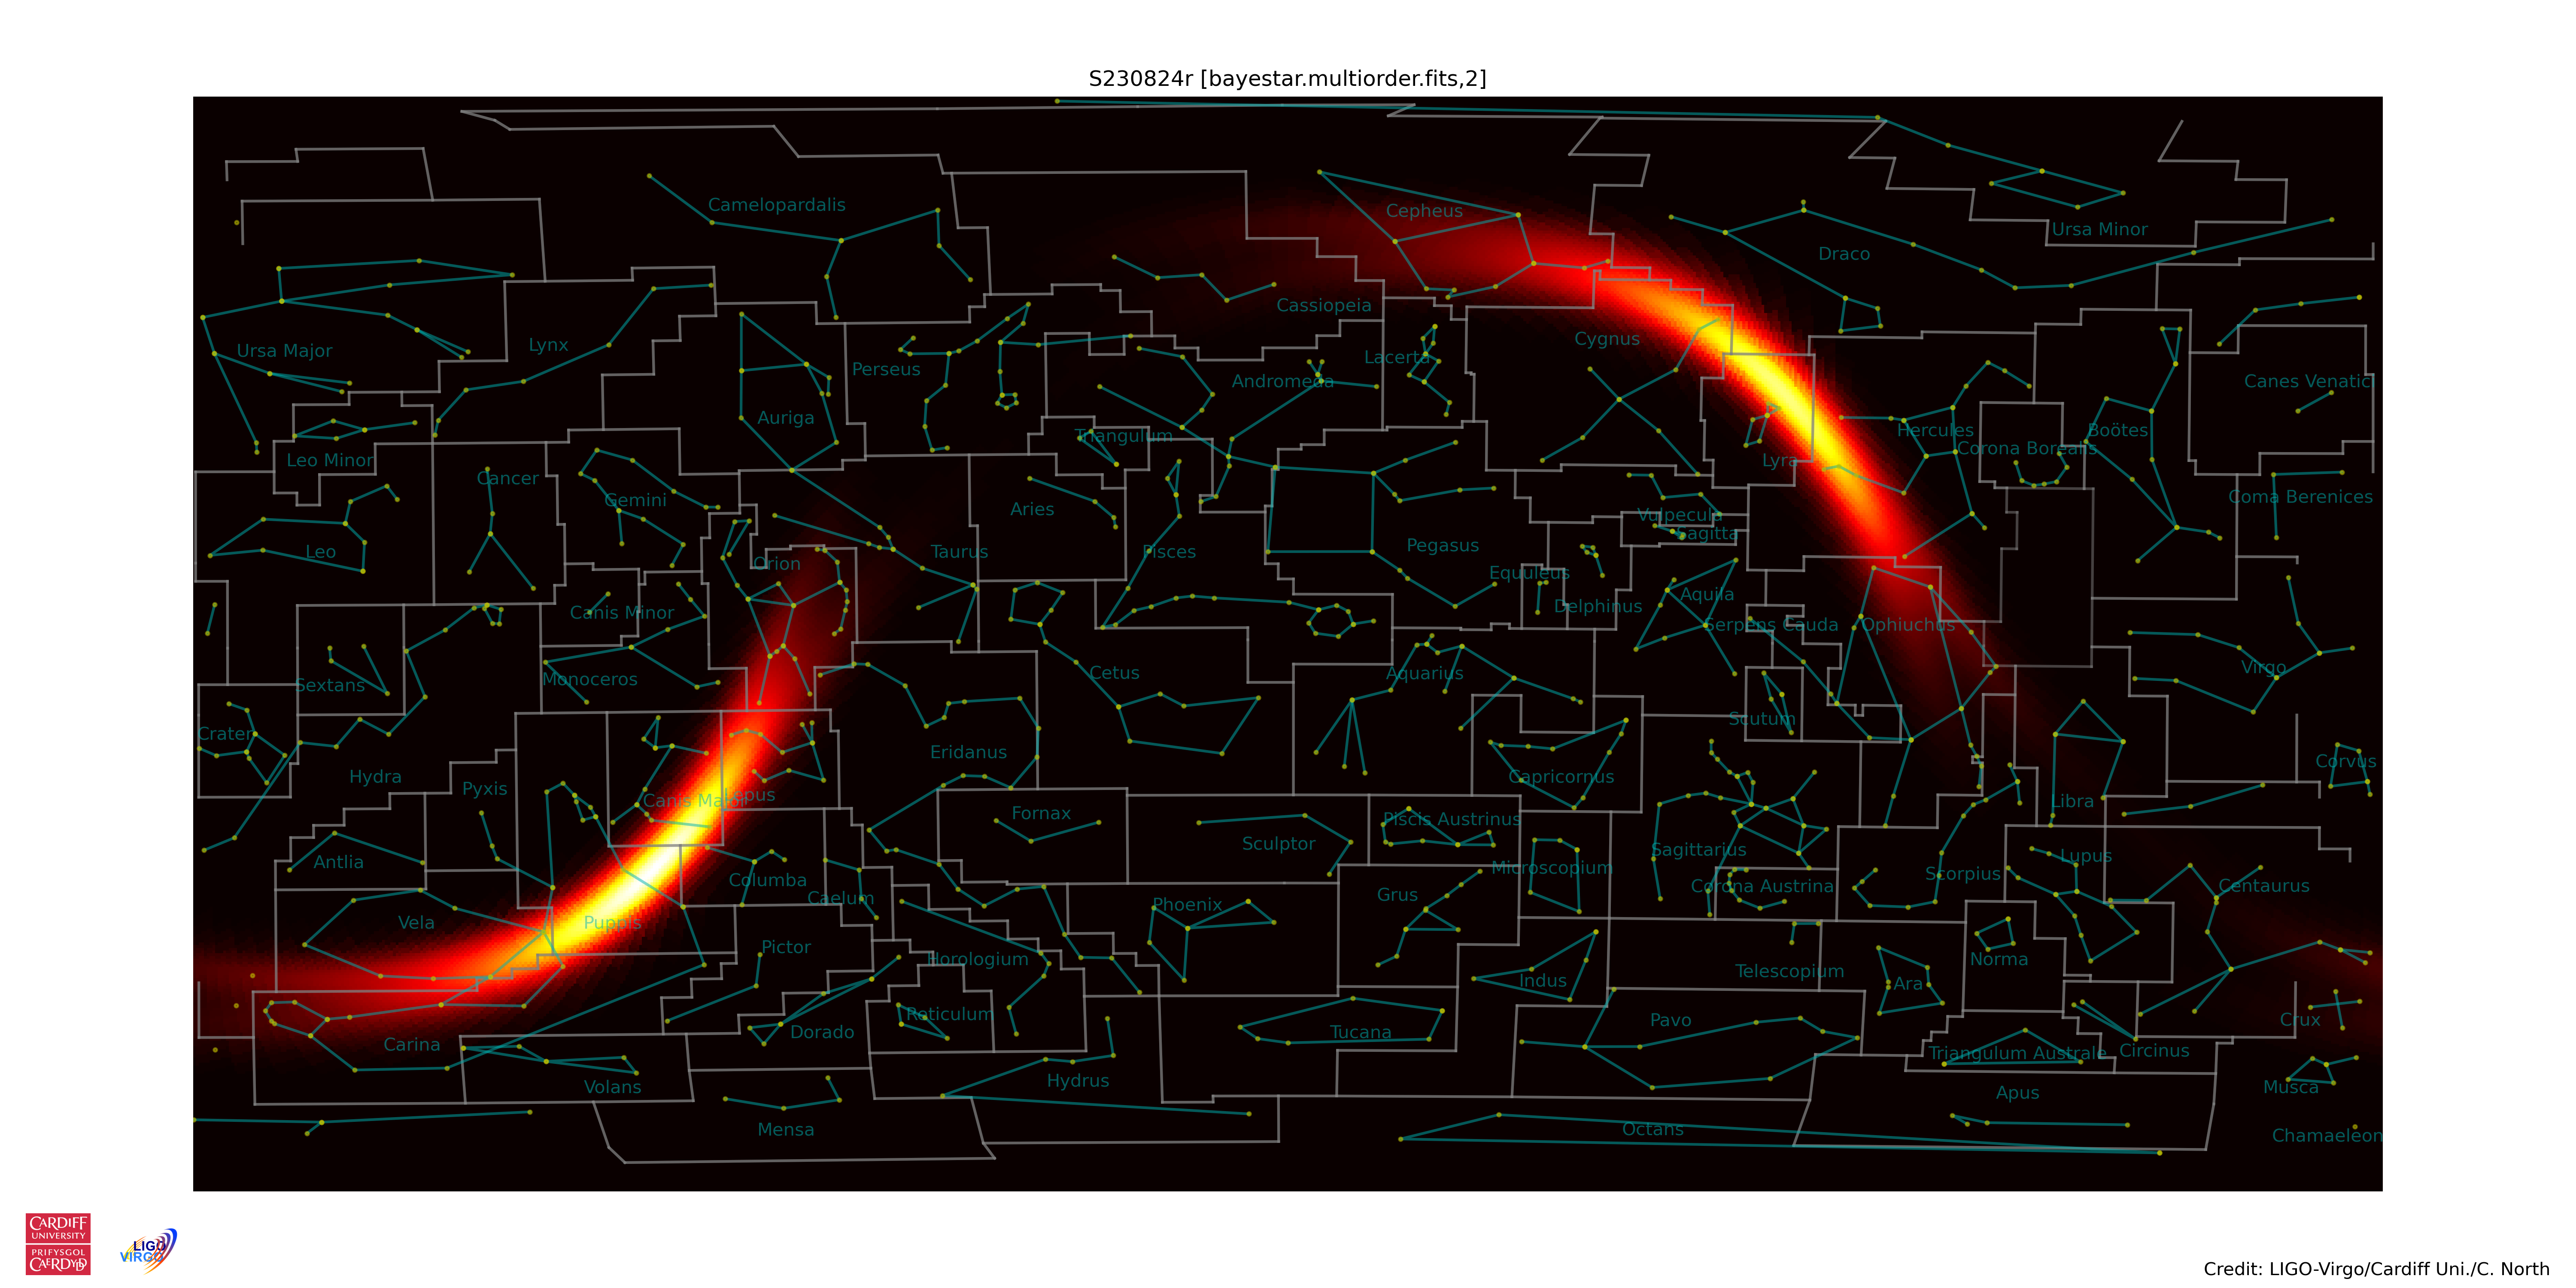 S230824r [bayestar.multiorder.fits,2]
Camelopardalis
Cepheus
Ursa Minor
Draco
Cassiopeia
Ursa Major
Lynx
Perseus
Andromeda
Lacerta
Cygnus
Canes Venatici
Auriga
Triangulum
Hercules
Corona Borealis
Boötes
Leo Minor
Lyra
Cancer
Gemini
Aries
Coma Berenices
Vulpecula
Sagitta
Leo
Orion
Taurus
Pisces
Pegasus
Equuleus
Delphinus
Aquila
Canis Minor
Serpens Cauda
Ophiuchus
Sextans
Monoceros
Cetus
Aquarius
Virgo
Crater
Scutum
Hydra
Pyxis
Eridanus
Capricornus
Corvus
Canis Major
Lepus
Fornax
Libra
Piscis Austrinus
Antlia
Sculptor
Sagittarius
Lupus
Columba
Caelum
Microscopium
Corona Austrina
Scorpius
Centaurus
Vela
Puppis
Phoenix
Grus
Pictor
Horologium
Indus
Telescopium
Ara
Norma
Reticulum
Carina
Dorado
Tucana
Pavo
Crux
Triangulum Australe
Circinus
Volans
Hydrus
Apus
Musca
Mensa
Octans
Chamaeleon
CARDIFF
UNIVERSITY
PRIFYSGOL
CAERDYDD
LIGO
VIRGO
Credit: LIGO-Virgo/Cardiff Uni./C. North